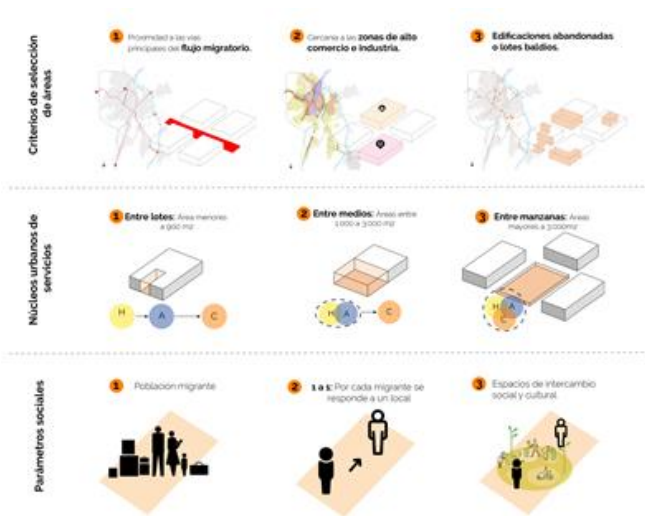 Criterios de selección
de áreas
1 Proximidad a las vías
principales del flujo migratorio.
2 Cercanía a las zonas de alto
comercio e industria.
3 Edificaciones abandonadas
o lotes baldíos.
Núcleos urbanos de
servicios
1 Entre lotes: Área menores
a 900 m2
H A C
2 Entre medios: Áreas entre
1.000 a 3.000 m2
H A C
3 Entre manzanas: Áreas
mayores a 3.000m2
H A
C
Parámetros sociales
1 Población migrante
2 1 a 1: Por cada migrante se
responde a un local
3 Espacios de intercambio
social y cultural